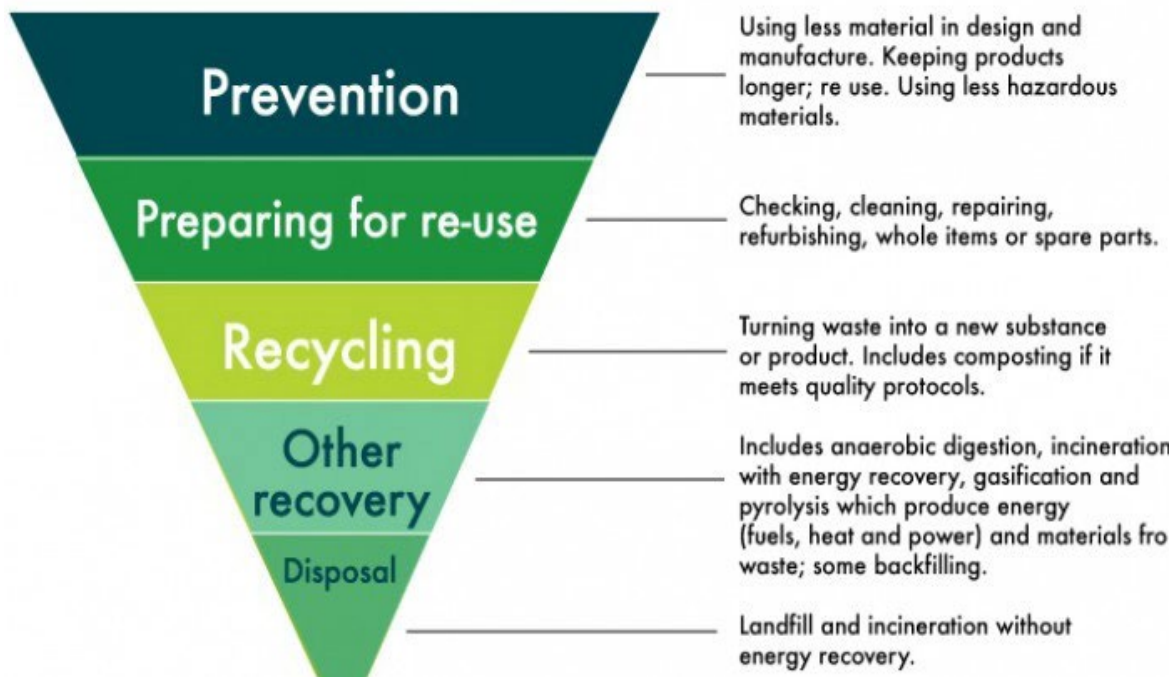 Prevention
Using less material in design and
manufacture. Keeping products
longer; re use. Using less hazardous
materials.
Preparing for re-use
Checking, cleaning, repairing,
refurbishing, whole items or spare parts.
Recycling
Turning waste into a new substance
or product. Includes composting if it
meets quality protocols.
Other
recovery
Includes anaerobic digestion, incineration
with energy recovery, gasification and
pyrolysis which produce energy
(fuels, heat and power) and materials fro
waste; some backfilling.
Disposal
Landfill and incineration without
energy recovery.